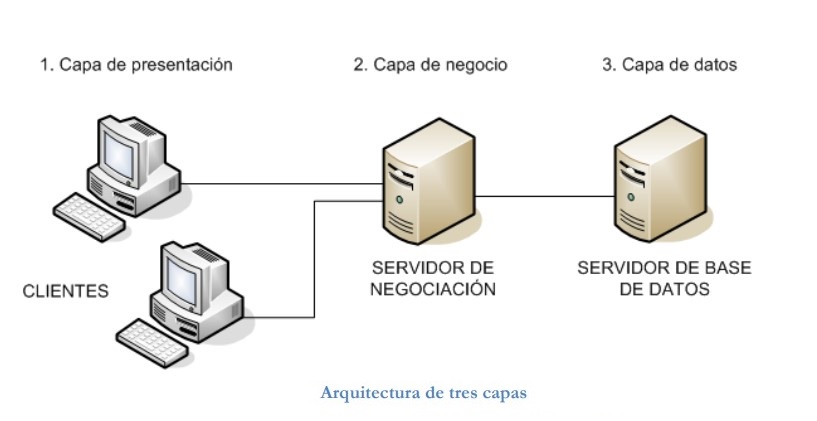 1. Capa de presentación
2. Capa de negocio
3. Capa de datos
CLIENTES
SERVIDOR DE
NEGOCIACIÓN
SERVIDOR DE BASE
DE DATOS
Arquitectura de tres capas